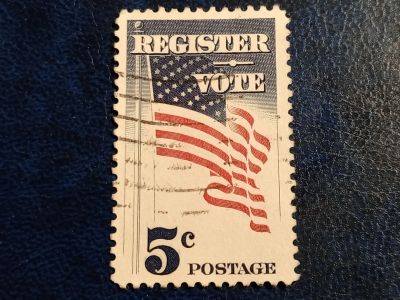 REGISTER
VOTE
5c
POSTAGE